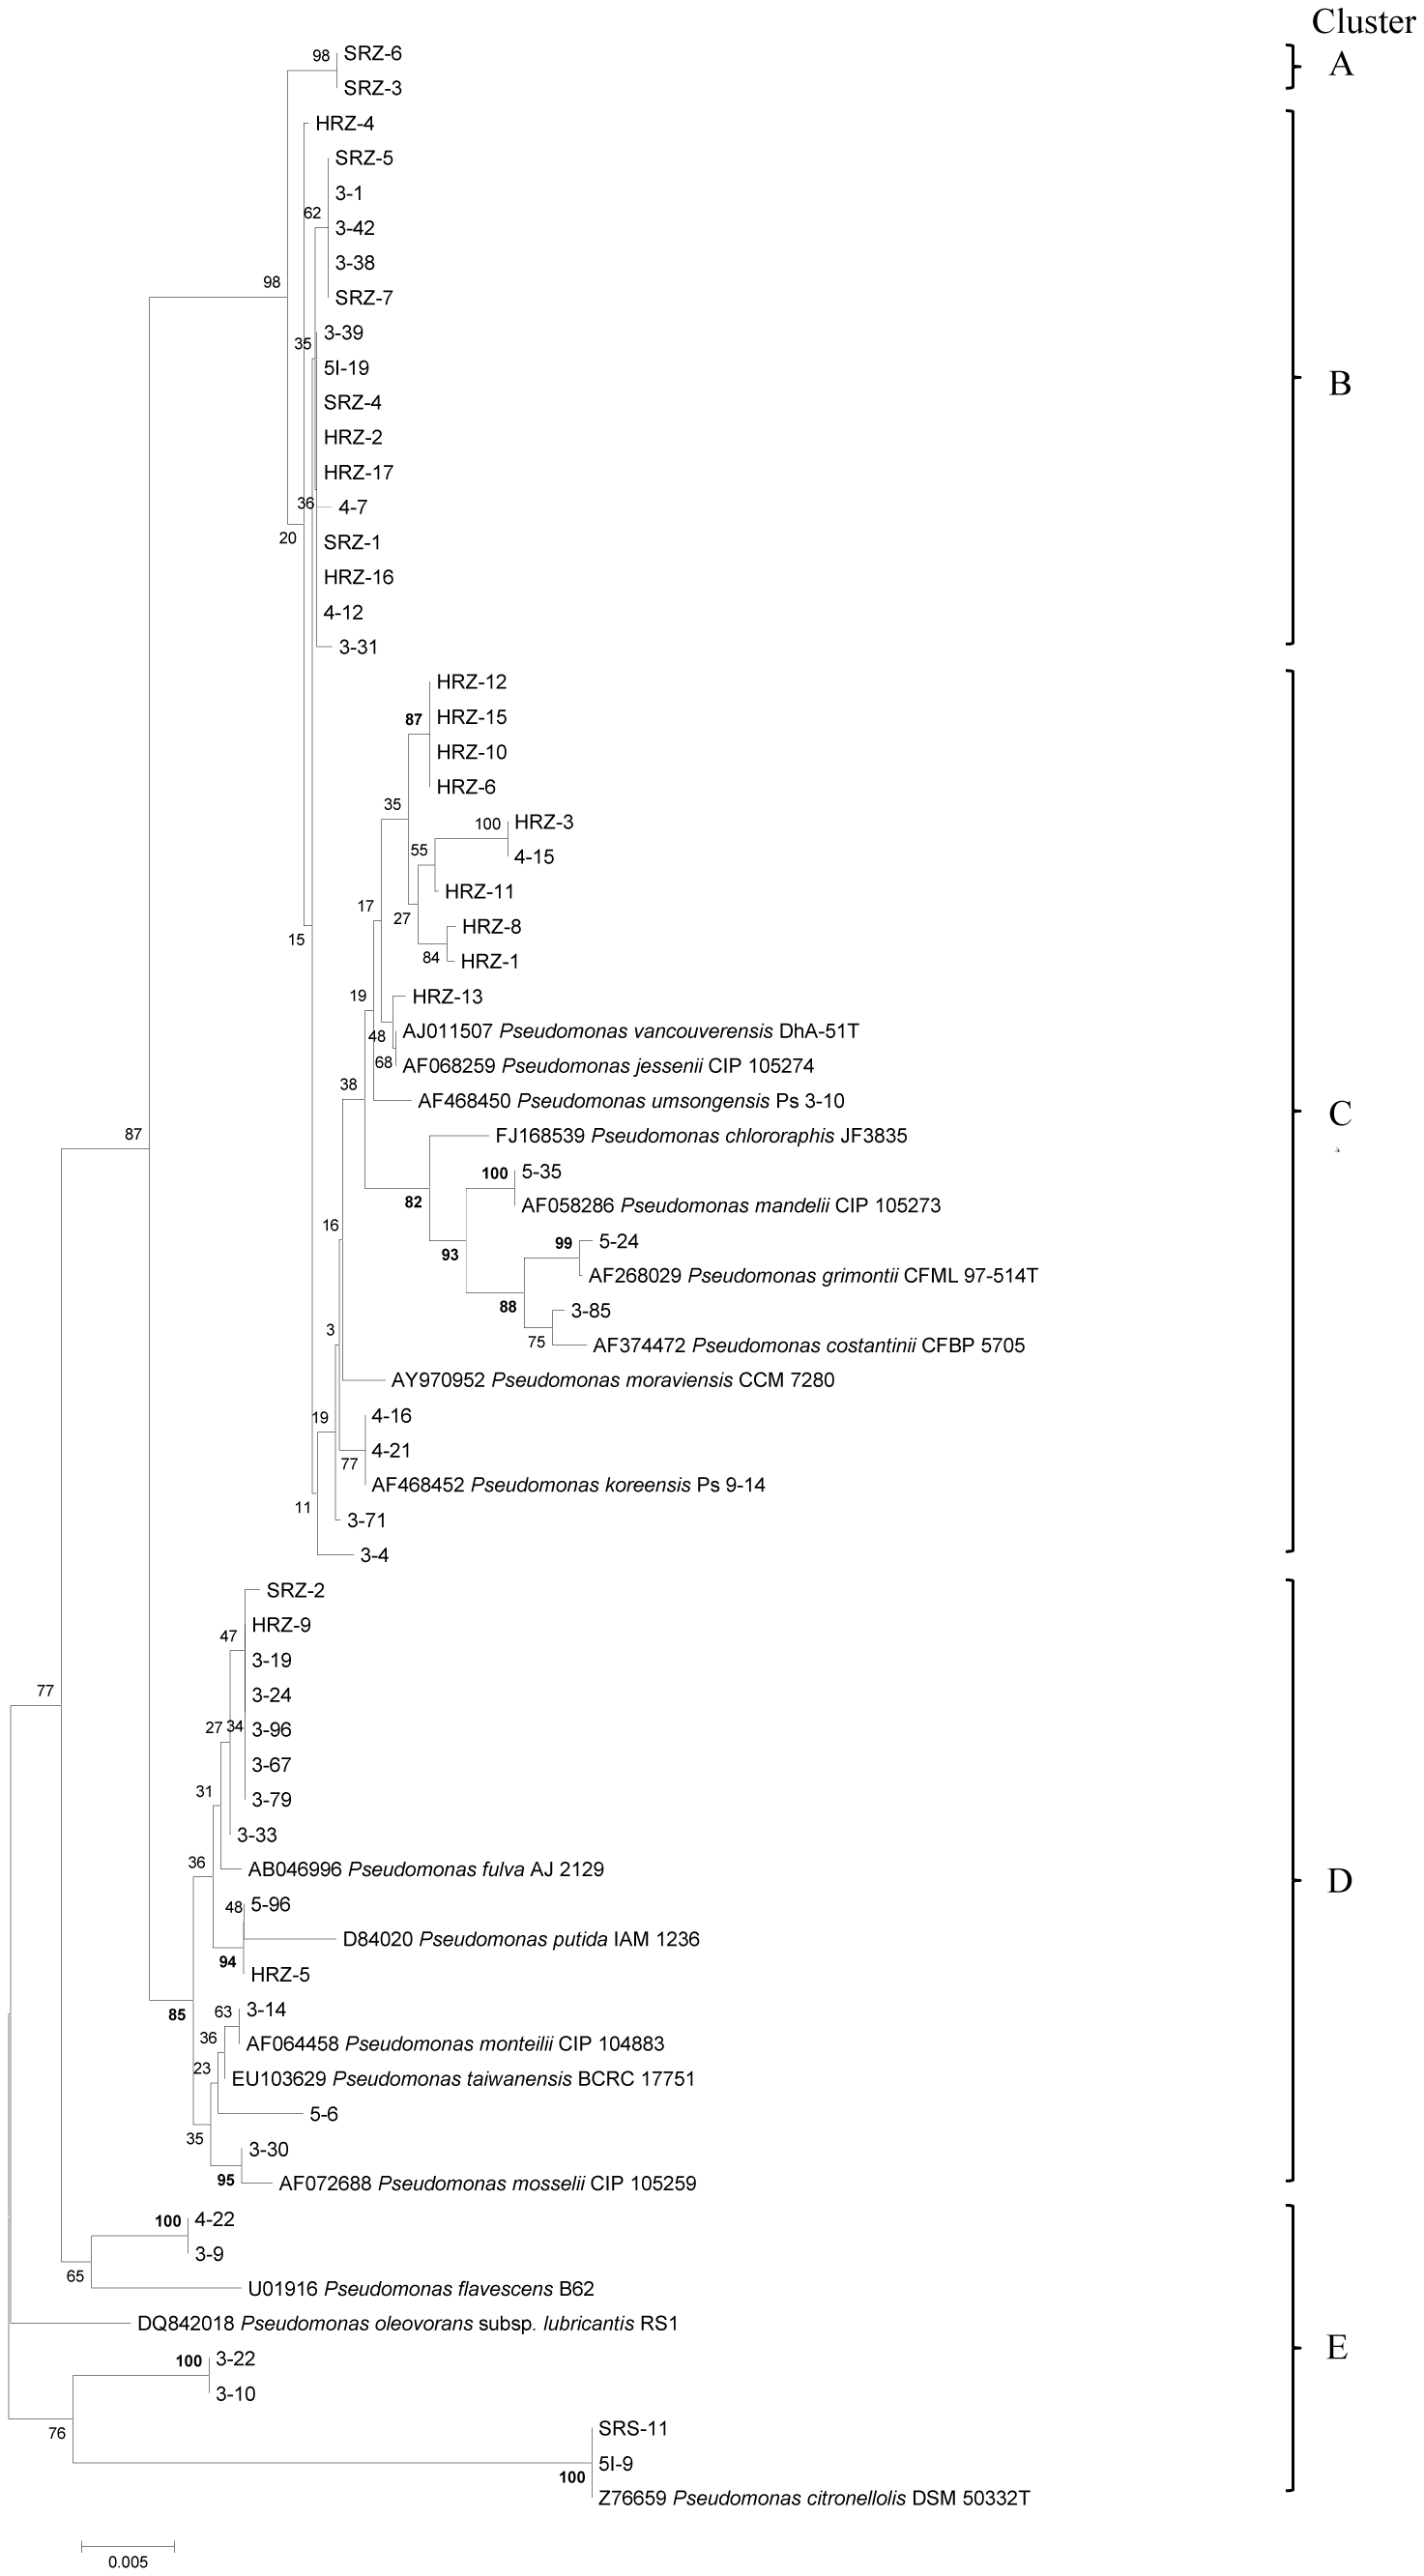 Cluster
98 SRZ-6
A
SRZ-3
HRZ-4
SRZ-5
3-1
62
3-42
3-38
98
SRZ-7
3-39
35
5I-19
B
SRZ-4
HRZ-2
HRZ-17
36 4-7
20
SRZ-1
HRZ-16
4-12
3-31
HRZ-12
87 HRZ-15
HRZ-10
HRZ-6
35
100 HRZ-3
55
4-15
HRZ-11
17
27
HRZ-8
15
84 HRZ-1
19 HRZ-13
48
AJ011507 Pseudomonas vancouverensis DhA-51T
68 AF068259 Pseudomonas jessenii CIP 105274
38
AF468450 Pseudomonas umsongensis Ps 3-10
C
87
FJ168539 Pseudomonas chlororaphis JF3835
100 5-35
82
AF058286 Pseudomonas mandelii CIP 105273
16
93
99 5-24
AF268029 Pseudomonas grimontii CFML 97-514T
88
3-85
3
75
AF374472 Pseudomonas costantinii CFBP 5705
AY970952 Pseudomonas moraviensis CCM 7280
19 4-16
4-21
77
AF468452 Pseudomonas koreensis Ps 9-14
11
3-71
3-4
SRZ-2
HRZ-9
47
3-19
77
3-24
27 34 3-96
3-67
31
3-79
3-33
36
AB046996 Pseudomonas fulva AJ 2129
D
48 5-96
D84020 Pseudomonas putida IAM 1236
94
HRZ-5
85
63 3-14
36
AF064458 Pseudomonas monteilii CIP 104883
23
EU103629 Pseudomonas taiwanensis BCRC 17751
5-6
35
3-30
95
AF072688 Pseudomonas mosselii CIP 105259
100 4-22
3-9
65
U01916 Pseudomonas flavescens B62
DQ842018 Pseudomonas oleovorans subsp. lubricantis RS1
E
100 3-22
3-10
76
SRS-11
5I-9
100
Z76659 Pseudomonas citronellolis DSM 50332T
0.005